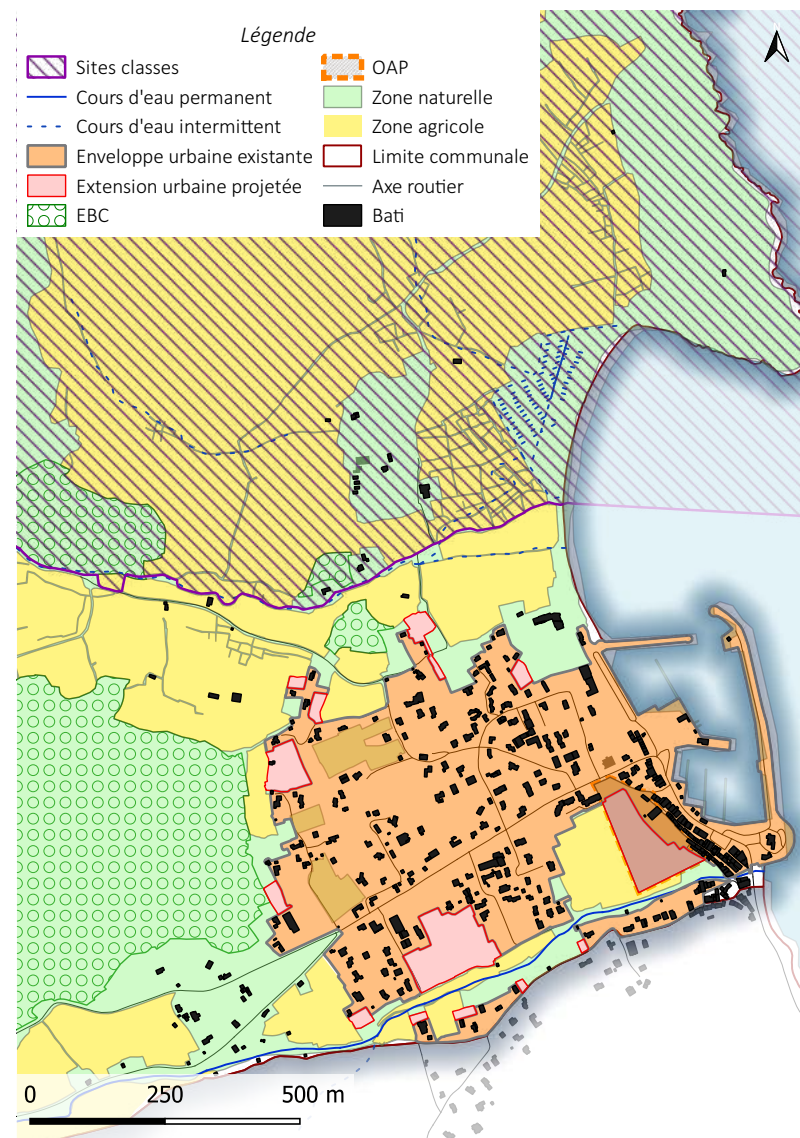 Légende
Sites classes
Cours d'eau permanent
Cours d'eau intermittent
Enveloppe urbaine existante
Extension urbaine projetée
EBC
OAP
Zone naturelle
Zone agricole
Limite communale
Axe routier
Bati
N
0 250 500 m